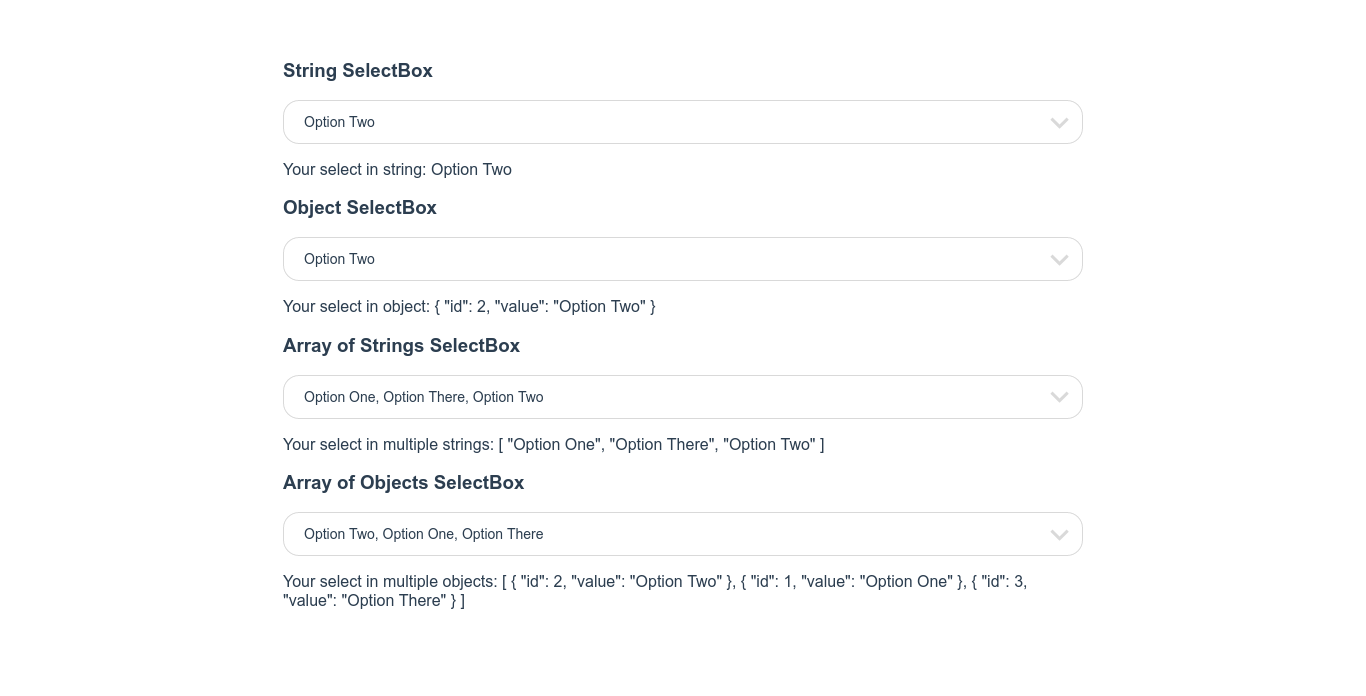 String SelectBox
Option Two
Your select in string: Option Two
Object SelectBox
Option Two
Your select in object: { "id": 2, "value": "Option Two" }
Array of Strings SelectBox
Option One, Option There, Option Two
Your select in multiple strings: [ "Option One", "Option There", "Option Two" ]
Array of Objects SelectBox
Option Two, Option One, Option There
Your select in multiple objects: [ { "id": 2, "value": "Option Two" }, { "id": 1, "value": "Option One" }, { "id": 3,
"value": "Option There" } ]